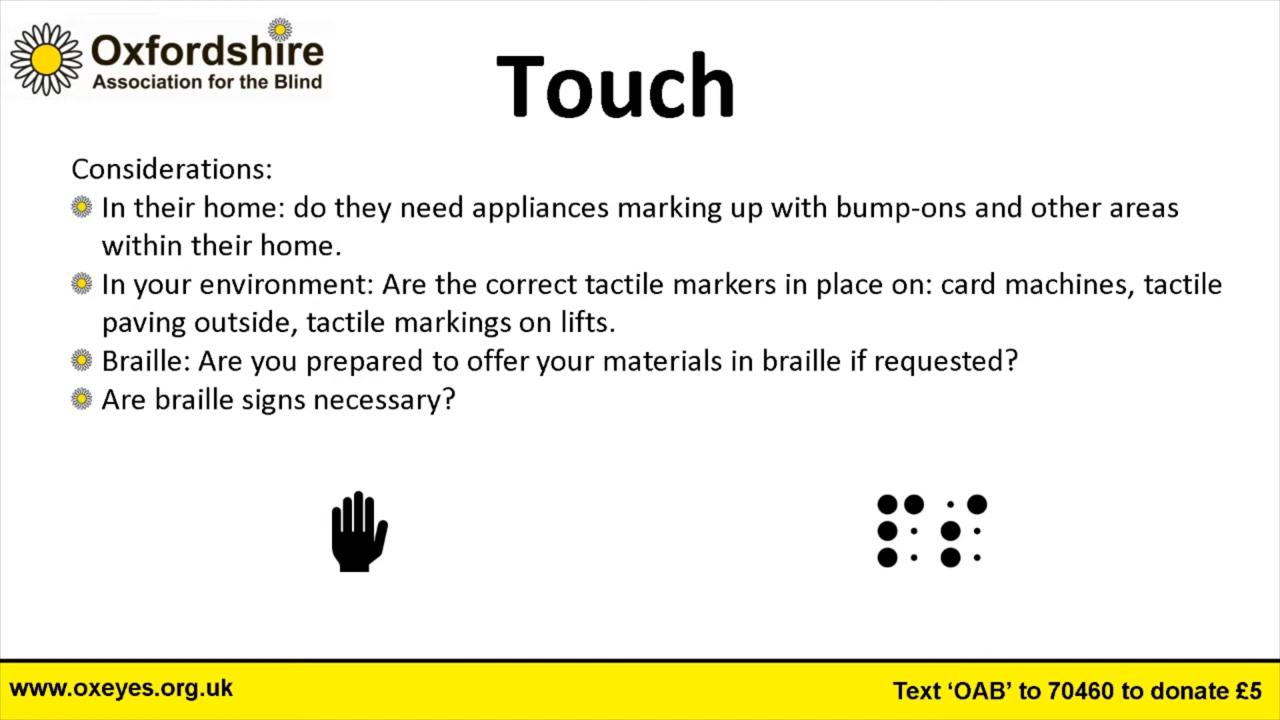 Oxfordshire
Association for the Blind
Touch
Considerations:
In their home: do they need appliances marking up with bump-ons and other areas
within their home.
In your environment: Are the correct tactile markers in place on: card machines, tactile
paving outside, tactile markings on lifts.
Braille: Are you prepared to offer your materials in braille if requested?
Are braille signs necessary?
www.oxeyes.org.uk
Text ‘OAB’ to 70460 to donate £5